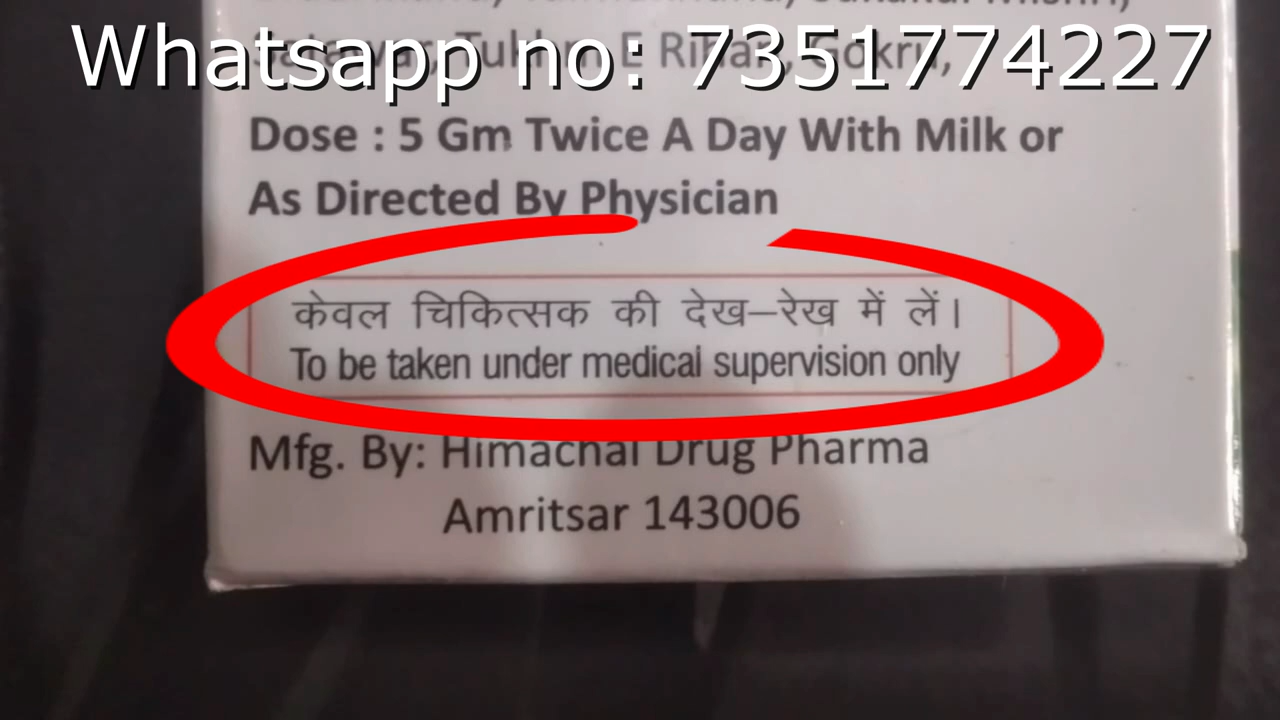 Whatsapp no: 7351774227
Dose : 5 Gm Twice A Day With Milk or
As Directed By Physician
केवल चिकित्सक की देख–रेख में लें।
To be taken under medical supervision only
Mfg. By: Himachal Drug Pharma
Amritsar 143006